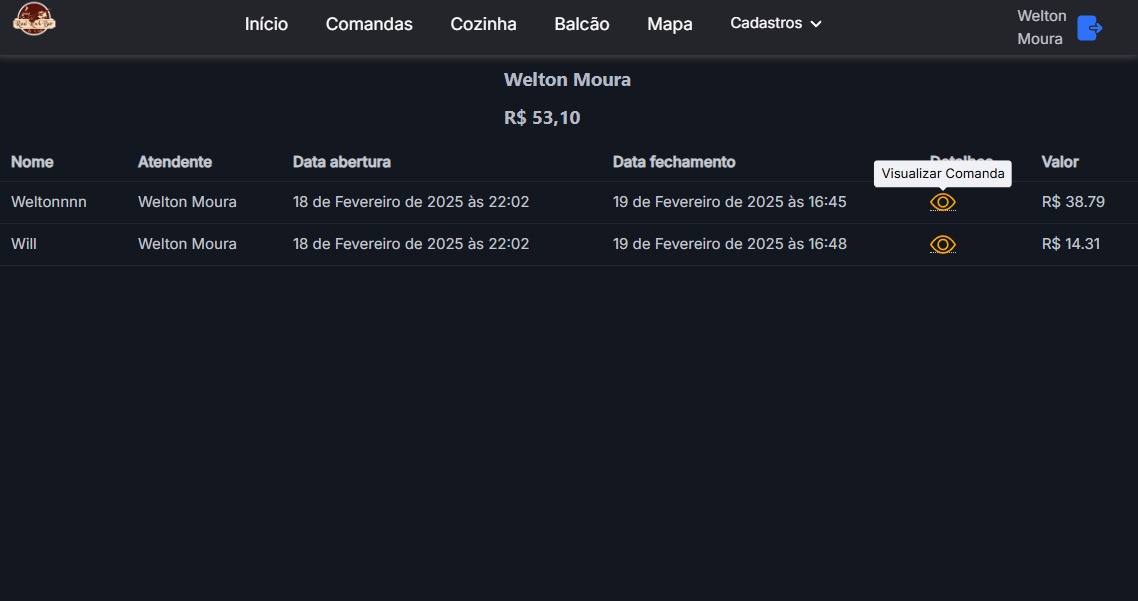 Início Comandas Cozinha Balcão Mapa Cadastros
Welton
Moura
Welton Moura
R$ 53,10
Nome Atendente Data abertura Data fechamento Detalhes Valor
Visualizar Comanda
Weltonnnn Welton Moura 18 de Fevereiro de 2025 às 22:02 19 de Fevereiro de 2025 às 16:45 R$ 38.79
Will Welton Moura 18 de Fevereiro de 2025 às 22:02 19 de Fevereiro de 2025 às 16:48 R$ 14.31